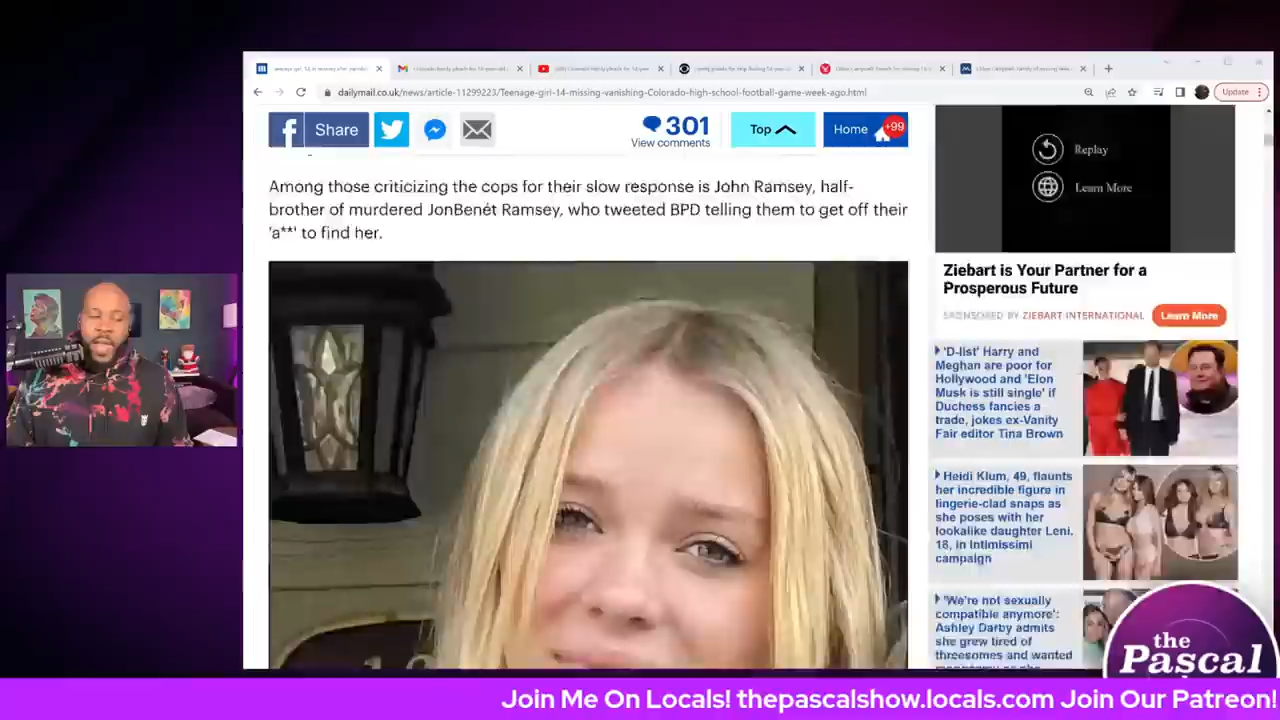 dailymail.co.uk/news/article-11299223/Teenage-girl-14-missing-vanishing-Colorado-high-school-football-game-week-ago.html
Update
Share
301
View comments
Top
Home
+99
Among those criticizing the cops for their slow response is John Ramsey, half-
brother of murdered JonBenét Ramsey, who tweeted BPD telling them to get off their
'a**' to find her.
Replay
Learn More
Ziebart is Your Partner for a
Prosperous Future
SPONSORED BY ZIEBART INTERNATIONAL
Learn More
'D-list' Harry and
Meghan are poor for
Hollywood and 'Elon
Musk is still single' if
Duchess fancies a
trade, jokes ex-Vanity
Fair editor Tina Brown
Heidi Klum, 49, flaunts
her incredible figure in
lingerie-clad snaps as
she poses with her
lookalike daughter Leni,
18, in Intimissimi
campaign
'We're not sexually
compatible anymore':
Ashley Darby admits
she grew tired of
threesomes and wanted
the
Pascal
Join Me On Locals! thepascalshow.locals.com Join Our Patreon!